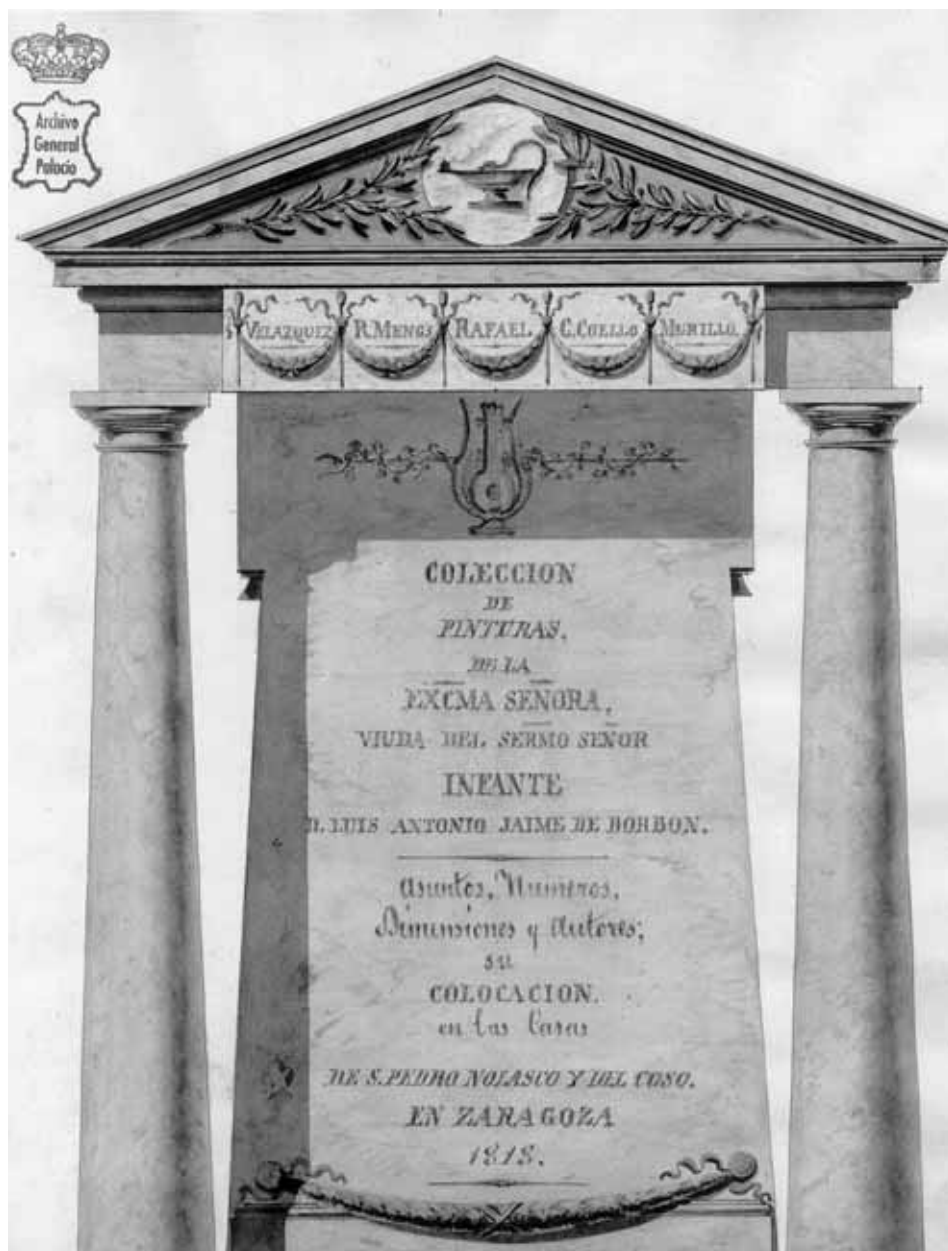 Archivo
General
Palacio
VELAZQUEZ R. MENGS RAFAEL C. COELLO MURILLO.
COLECCION
DE
PINTURAS.
DE LA
EXCMA SEÑORA,
VIUDA DEL SERMO SEÑOR
INFANTE
D. LUIS ANTONIO JAIME DE BORBON.
Asuntos, Numeros,
Dimensiones y Autores;
su
COLOCACION.
en las Casas
DE S. PEDRO NOLASCO Y DEL COSO.
EN ZARAGOZA
1818.